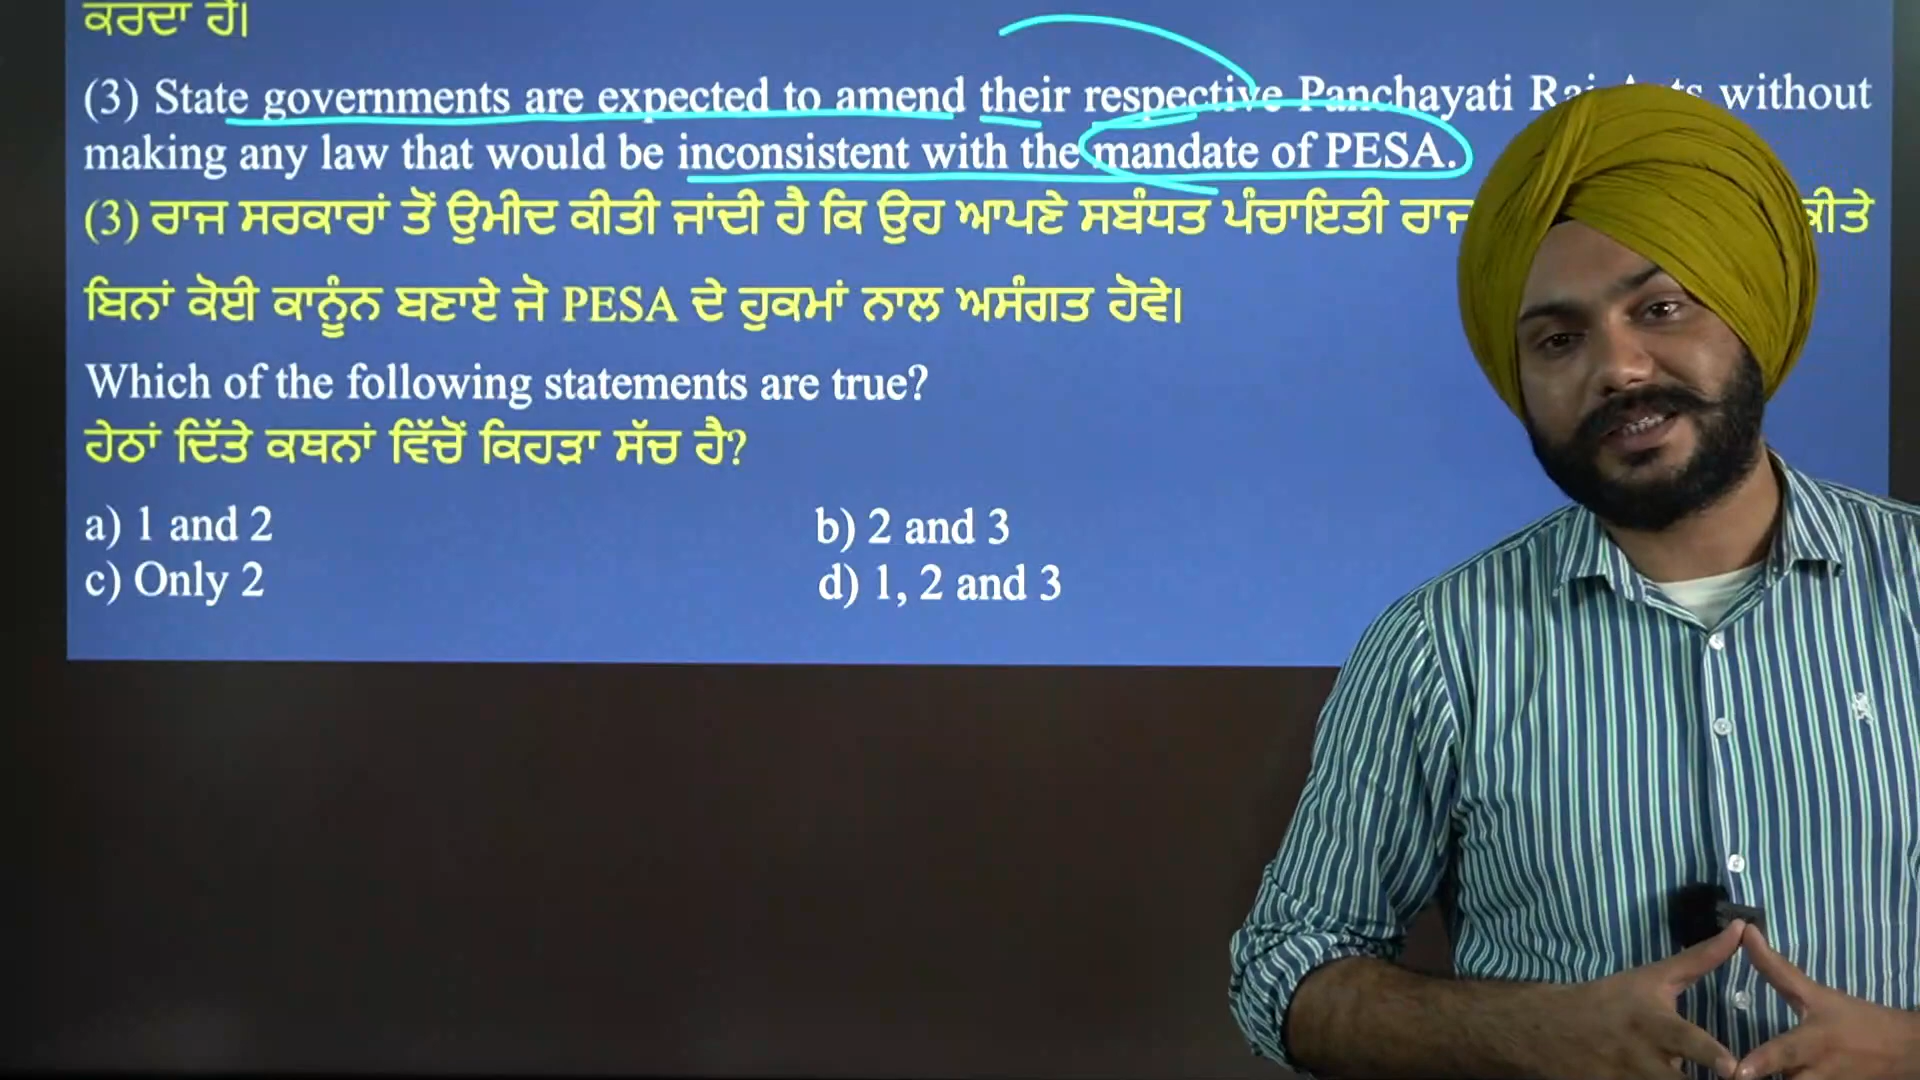 ਕਰਦਾ ਹੈ।
(3) State governments are expected to amend their respective Panchayati Raj Acts without
making any law that would be inconsistent with the mandate of PESA.
(3) ਰਾਜ ਸਰਕਾਰਾਂ ਤੋਂ ਉਮੀਦ ਕੀਤੀ ਜਾਂਦੀ ਹੈ ਕਿ ਉਹ ਆਪਣੇ ਸਬੰਧਤ ਪੰਚਾਇਤੀ ਰਾਜ ਕੀਤੇ
ਬਿਨਾਂ ਕੋਈ ਕਾਨੂੰਨ ਬਣਾਏ ਜੋ PESA ਦੇ ਹੁਕਮਾਂ ਨਾਲ ਅਸੰਗਤ ਹੋਵੇ।
Which of the following statements are true?
ਹੇਠਾਂ ਦਿੱਤੇ ਕਥਨਾਂ ਵਿੱਚੋਂ ਕਿਹੜਾ ਸੱਚ ਹੈ?
a) 1 and 2 b) 2 and 3
c) Only 2 d) 1, 2 and 3